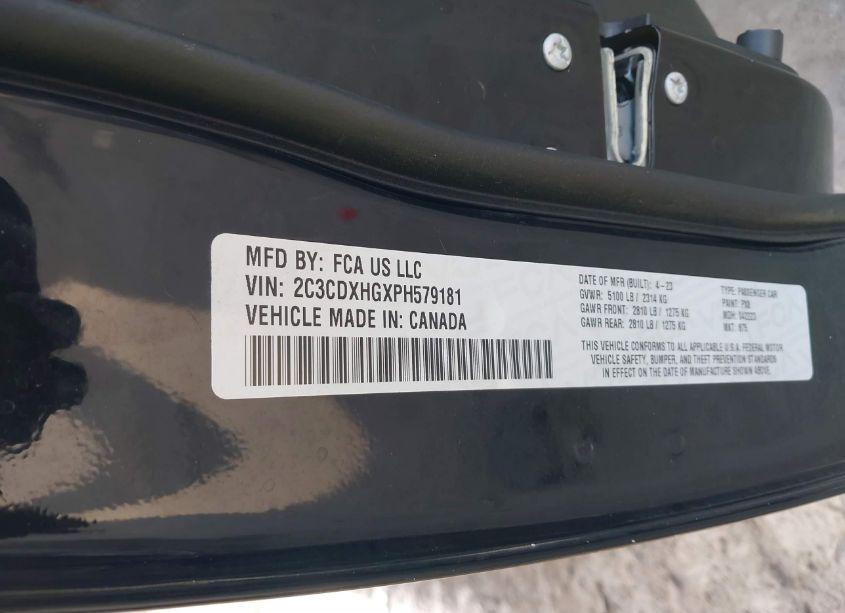 MFD BY: FCA US LLC
VIN: 2C3CDXHGXPH579181
VEHICLE MADE IN: CANADA
DATE OF MFR (BUILT): 4-23
GVWR: 5100 LB / 2314 KG
GAWR FRONT: 2810 LB / 1275 KG
GAWR REAR: 2810 LB / 1275 KG
TYPE: PASSENGER CAR
PAINT: PX8
MDH:
THIS VEHICLE CONFORMS TO ALL APPLICABLE U.S.A. FEDERAL MOTOR
VEHICLE SAFETY, BUMPER, AND THEFT PREVENTION STANDARDS
IN EFFECT ON THE DATE OF MANUFACTURE SHOWN ABOVE.